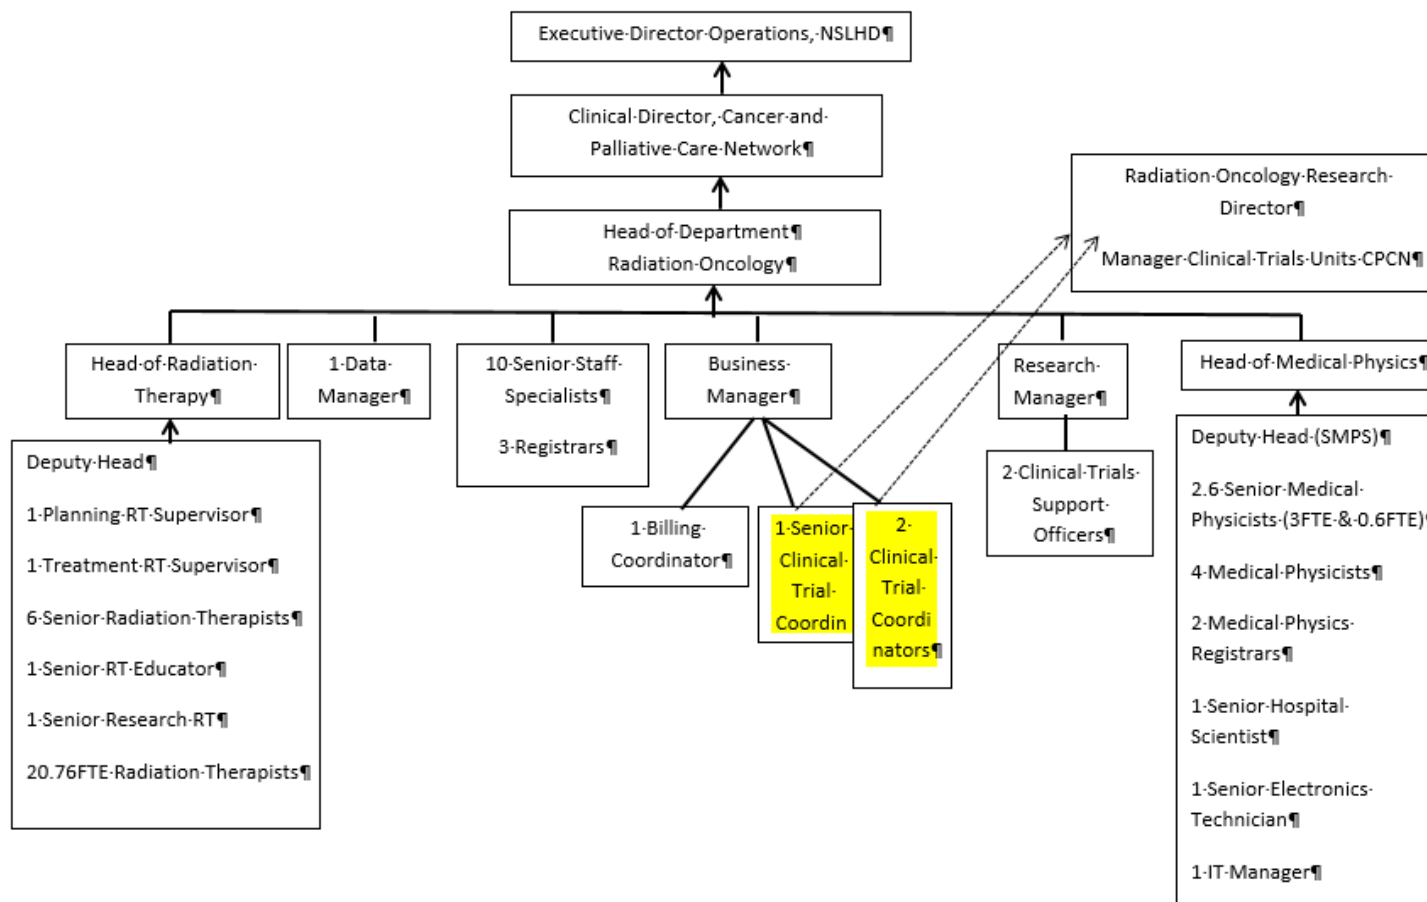 Executive·Director·Operations,·NSLHD¶
Clinical·Director,·Cancer·and·
Palliative·Care·Network¶
Radiation·Oncology·Research·
Director¶
Manager·Clinical·Trials·Units·CPCN¶
Head·of·Department¶
Radiation·Oncology¶
Head·of·Radiation·
Therapy¶
1·Data·
Manager¶
10·Senior·Staff·
Specialists¶
3·Registrars¶
Business·
Manager¶
Research·
Manager¶
Head·of·Medical·Physics¶
Deputy·Head¶
1·Planning·RT·Supervisor¶
1·Treatment·RT·Supervisor¶
6·Senior·Radiation·Therapists¶
1·Senior·RT·Educator¶
1·Senior·Research·RT¶
20.76FTE·Radiation·Therapists¶
1·Billing·
Coordinator¶
1·Senior·
Clinical·
Trial·
Coordin
2·
Clinical·
Trial·
Coordi
nators¶
2·Clinical·Trials·
Support·
Officers¶
Deputy·Head·(SMPS)¶
2.6·Senior·Medical·
Physicists·(3FTE·&·0.6FTE)¶
4·Medical·Physicists¶
2·Medical·Physics·
Registrars¶
1·Senior·Hospital·
Scientist¶
1·Senior·Electronics·
Technician¶
1·IT·Manager¶